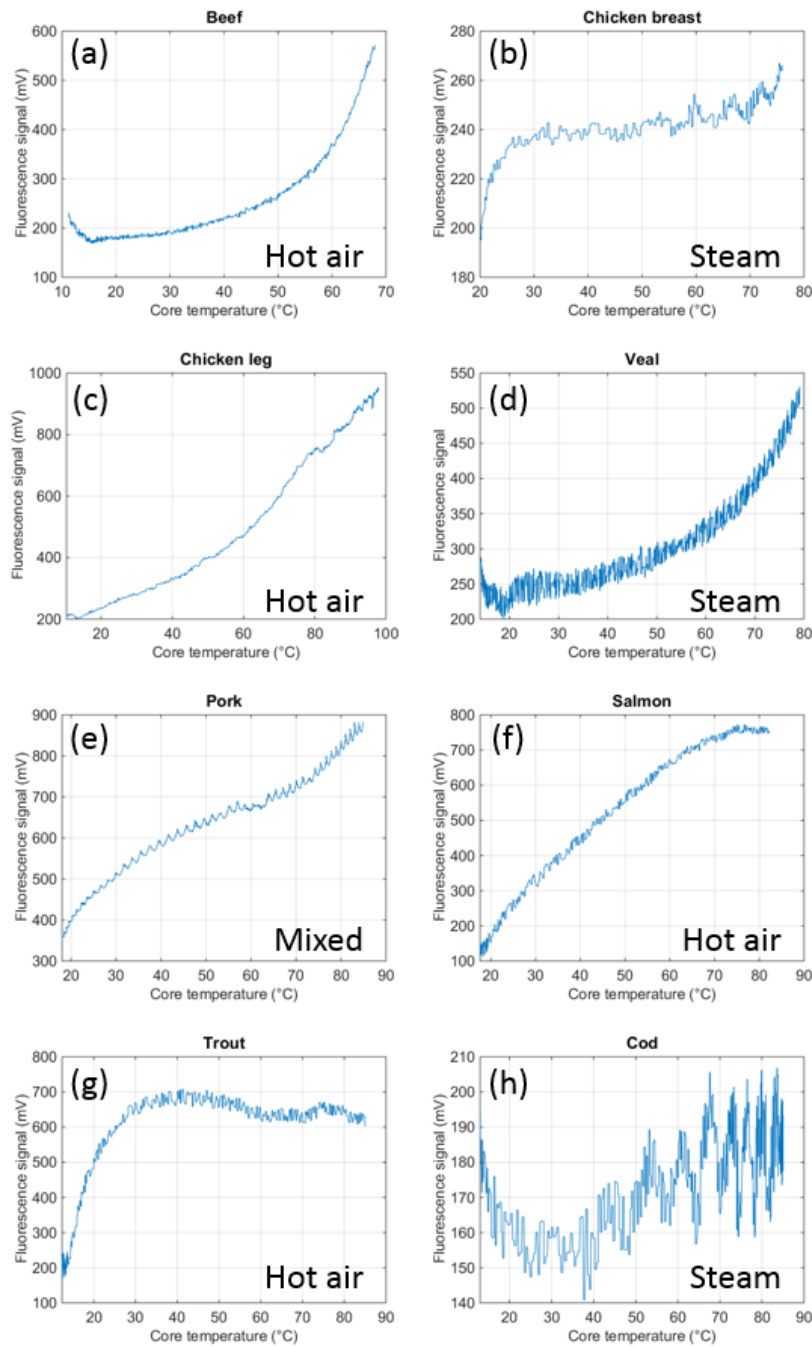 Beef
(a)
Fluorescence signal (mV)
600
500
400
300
200
100
Hot air
10 20 30 40 50 60 70
Core temperature (°C)
Chicken breast
(b)
Fluorescence signal (mV)
280
260
240
220
200
180
Steam
20 30 40 50 60 70 80
Core temperature (°C)
Chicken leg
(c)
Fluorescence signal (mV)
1000
800
600
400
200
Hot air
20 40 60 80 100
Core temperature (°C)
Veal
(d)
Fluorescence signal
550
500
450
400
350
300
250
200
Steam
20 30 40 50 60 70 80
Core temperature (°C)
Pork
(e)
Fluorescence signal (mV)
900
800
700
600
500
400
300
Mixed
20 30 40 50 60 70 80 90
Core temperature (°C)
Salmon
(f)
Fluorescence signal (mV)
800
700
600
500
400
300
200
100
Hot air
20 30 40 50 60 70 80 90
Core temperature (°C)
Trout
(g)
Fluorescence signal (mV)
800
700
600
500
400
300
200
100
Hot air
20 30 40 50 60 70 80 90
Core temperature (°C)
Cod
(h)
Fluorescence signal (mV)
210
200
190
180
170
160
150
140
Steam
20 30 40 50 60 70 80 90
Core temperature (°C)